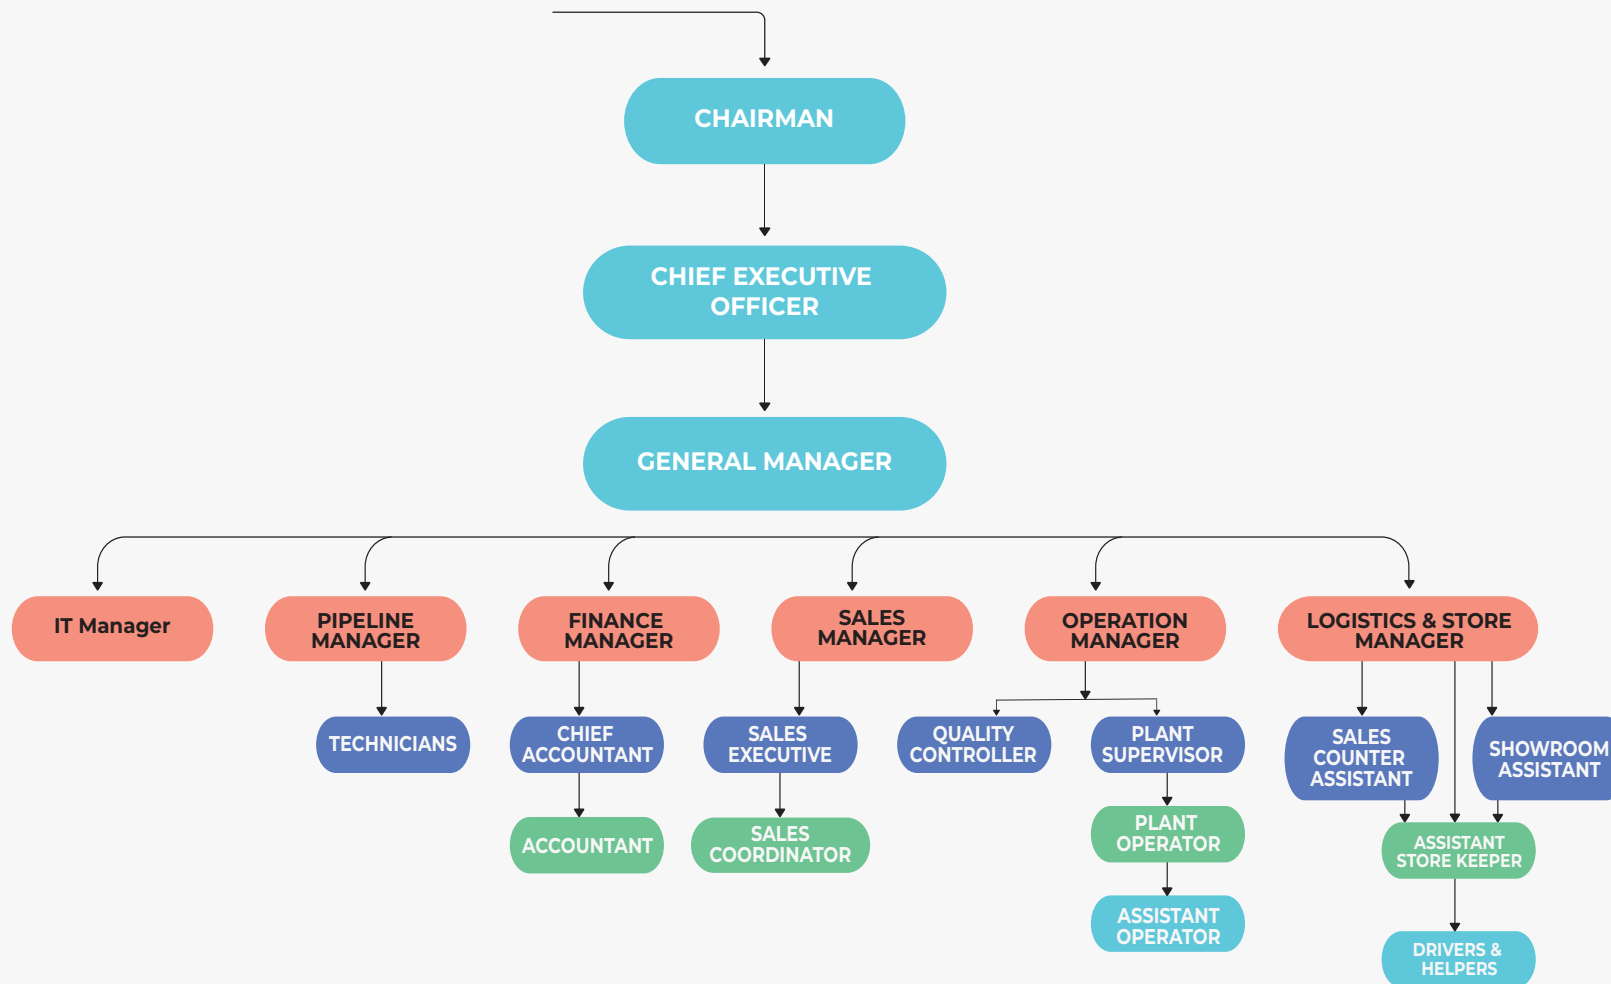 CHAIRMAN
CHIEF EXECUTIVE
OFFICER
GENERAL MANAGER
IT Manager
PIPELINE
MANAGER
FINANCE
MANAGER
SALES
MANAGER
OPERATION
MANAGER
LOGISTICS & STORE
MANAGER
TECHNICIANS
CHIEF
ACCOUNTANT
SALES
EXECUTIVE
QUALITY
CONTROLLER
PLANT
SUPERVISOR
SALES
COUNTER
ASSISTANT
SHOWROOM
ASSISTANT
ACCOUNTANT
SALES
COORDINATOR
PLANT
OPERATOR
ASSISTANT
STORE KEEPER
ASSISTANT
OPERATOR
DRIVERS &
HELPERS